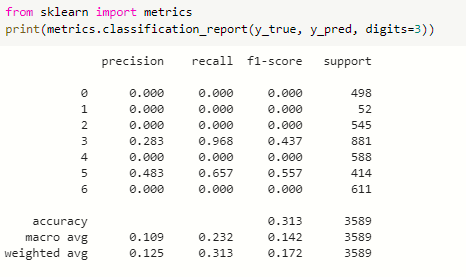 from sklearn import metrics
print(metrics.classification_report(y_true, y_pred, digits=3))
precision recall f1-score support
0 0.000 0.000 0.000 498
1 0.000 0.000 0.000 52
2 0.000 0.000 0.000 545
3 0.283 0.968 0.437 881
4 0.000 0.000 0.000 588
5 0.483 0.657 0.557 414
6 0.000 0.000 0.000 611
accuracy 0.313 3589
macro avg 0.109 0.232 0.142 3589
weighted avg 0.125 0.313 0.172 3589